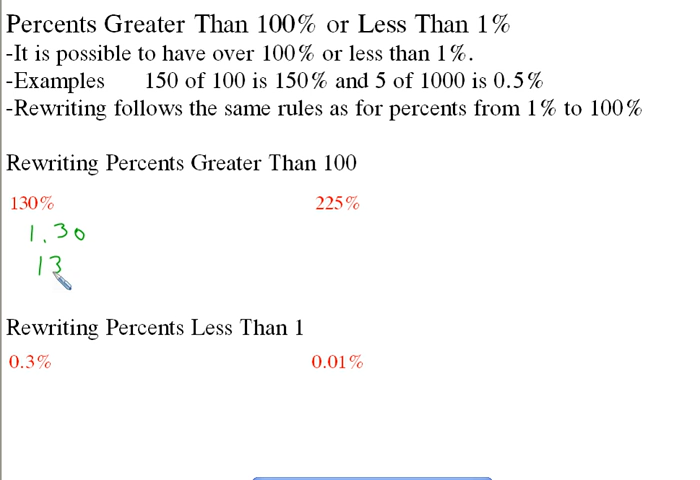 Percents Greater Than 100% or Less Than 1%
-It is possible to have over 100% or less than 1%.
-Examples 150 of 100 is 150% and 5 of 1000 is 0.5%
-Rewriting follows the same rules as for percents from 1% to 100%
Rewriting Percents Greater Than 100
130% 225%
1.30
13
Rewriting Percents Less Than 1
0.3% 0.01%